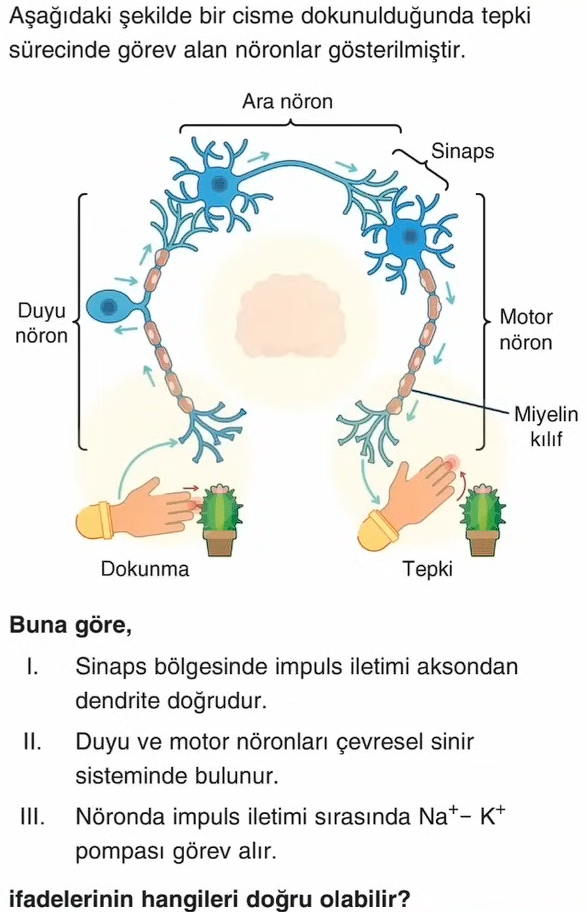 Aşağıdaki şekilde bir cisme dokunulduğunda tepki
sürecinde görev alan nöronlar gösterilmiştir.
Ara nöron
Sinaps
Duyu
nöron
Motor
nöron
Miyelin
kılıf
Dokunma
Tepki
Buna göre,
I. Sinaps bölgesinde impuls iletimi aksondan
dendrite doğrudur.
II. Duyu ve motor nöronları çevresel sinir
sisteminde bulunur.
III. Nöronda impuls iletimi sırasında Na⁺– K⁺
pompası görev alır.
ifadelerinin hangileri doğru olabilir?